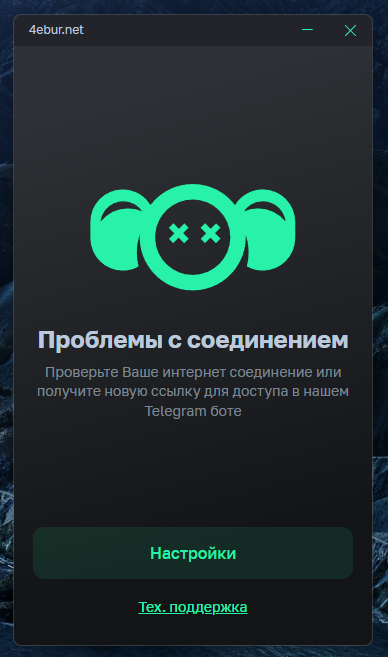 4ebur.net
Проблемы с соединением
Проверьте Ваше интернет соединение или
получите новую ссылку для доступа в нашем
Telegram боте
Настройки
Тех. поддержка